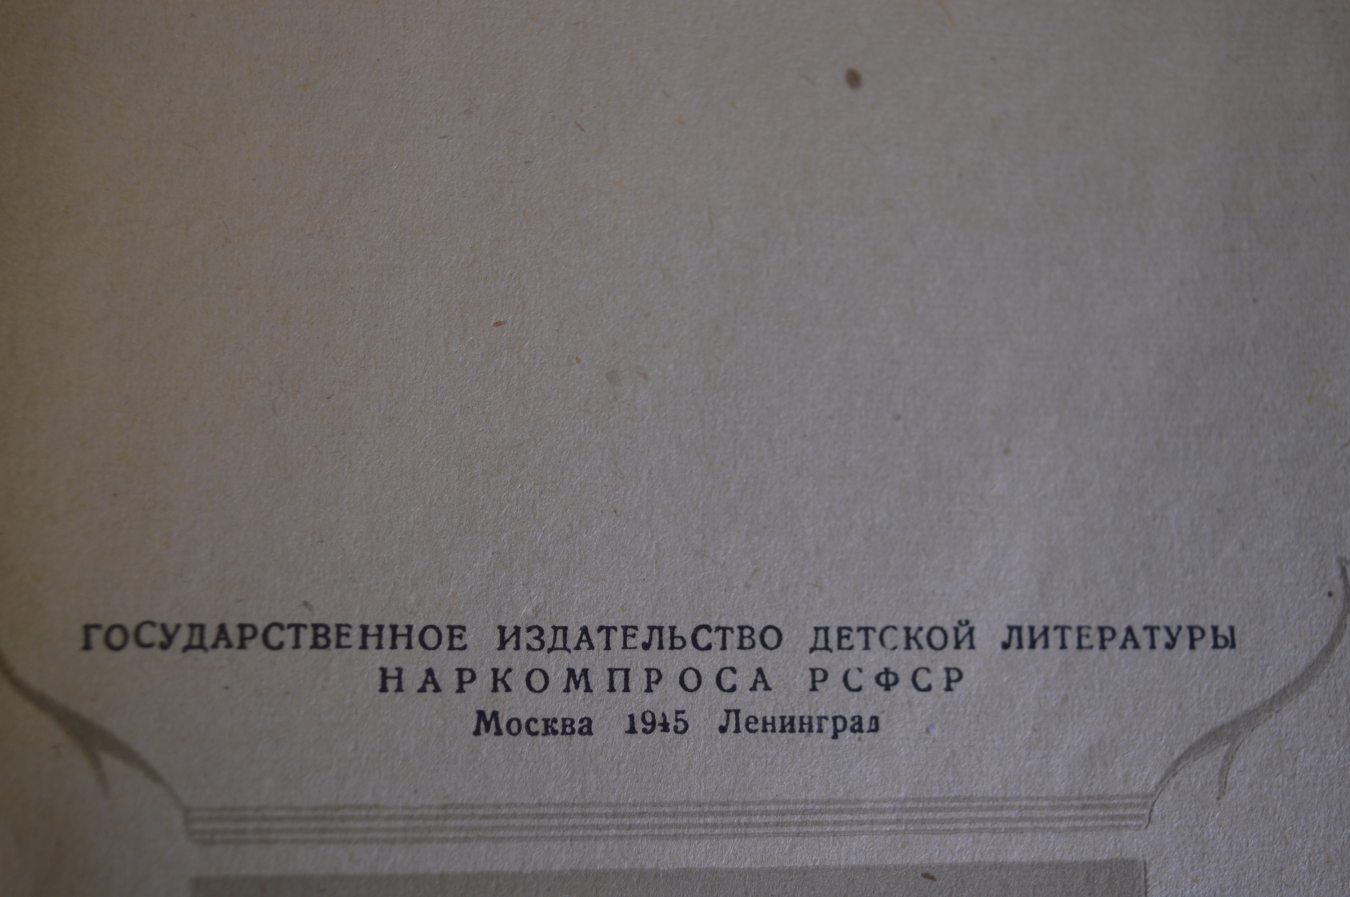 ГОСУДАРСТВЕННОЕ ИЗДАТЕЛЬСТВО ДЕТСКОЙ ЛИТЕРАТУРЫ
НАРКОМПРОСА РСФСР
Москва 1945 Ленинград